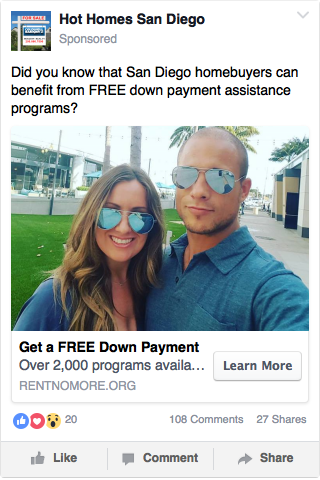 FOR SALE
Hot Homes San Diego
Sponsored
Did you know that San Diego homebuyers can
benefit from FREE down payment assistance
programs?
Get a FREE Down Payment
Over 2,000 programs availa...
Learn More
RENTNOMORE.ORG
20
108 Comments 27 Shares
Like Comment Share